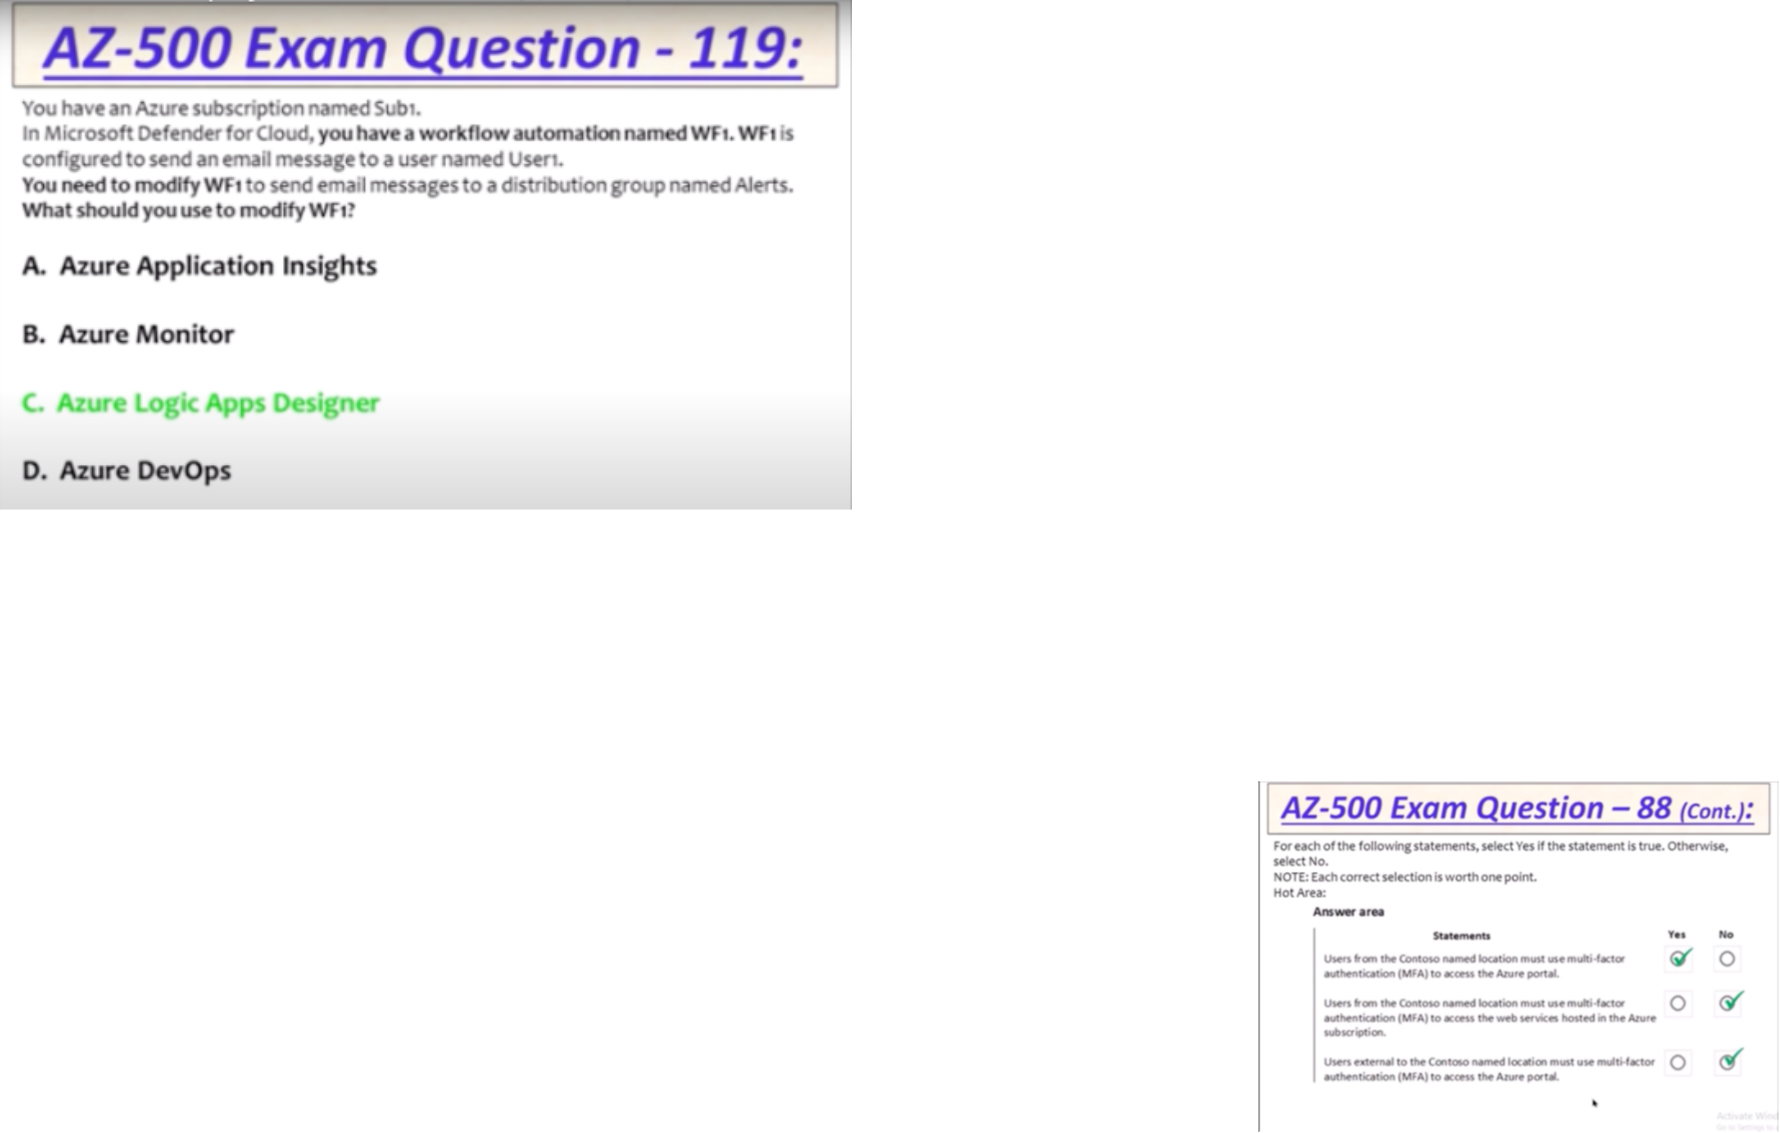 AZ-500 Exam Question - 119:
You have an Azure subscription named Sub1.
In Microsoft Defender for Cloud, you have a workflow automation named WF1. WF1 is
configured to send an email message to a user named User1.
You need to modify WF1 to send email messages to a distribution group named Alerts.
What should you use to modify WF1?
A. Azure Application Insights
B. Azure Monitor
C. Azure Logic Apps Designer
D. Azure DevOps
AZ-500 Exam Question – 88 (Cont.):
For each of the following statements, select Yes if the statement is true. Otherwise,
select No.
NOTE: Each correct selection is worth one point.
Hot Area:
Answer area
Statements Yes No
Users from the Contoso named location must use multi-factor
authentication (MFA) to access the Azure portal.
Users from the Contoso named location must use multi-factor
authentication (MFA) to access the web services hosted in the Azure
subscription.
Users external to the Contoso named location must use multi-factor
authentication (MFA) to access the Azure portal.
Activate Wind
Go to Settings to